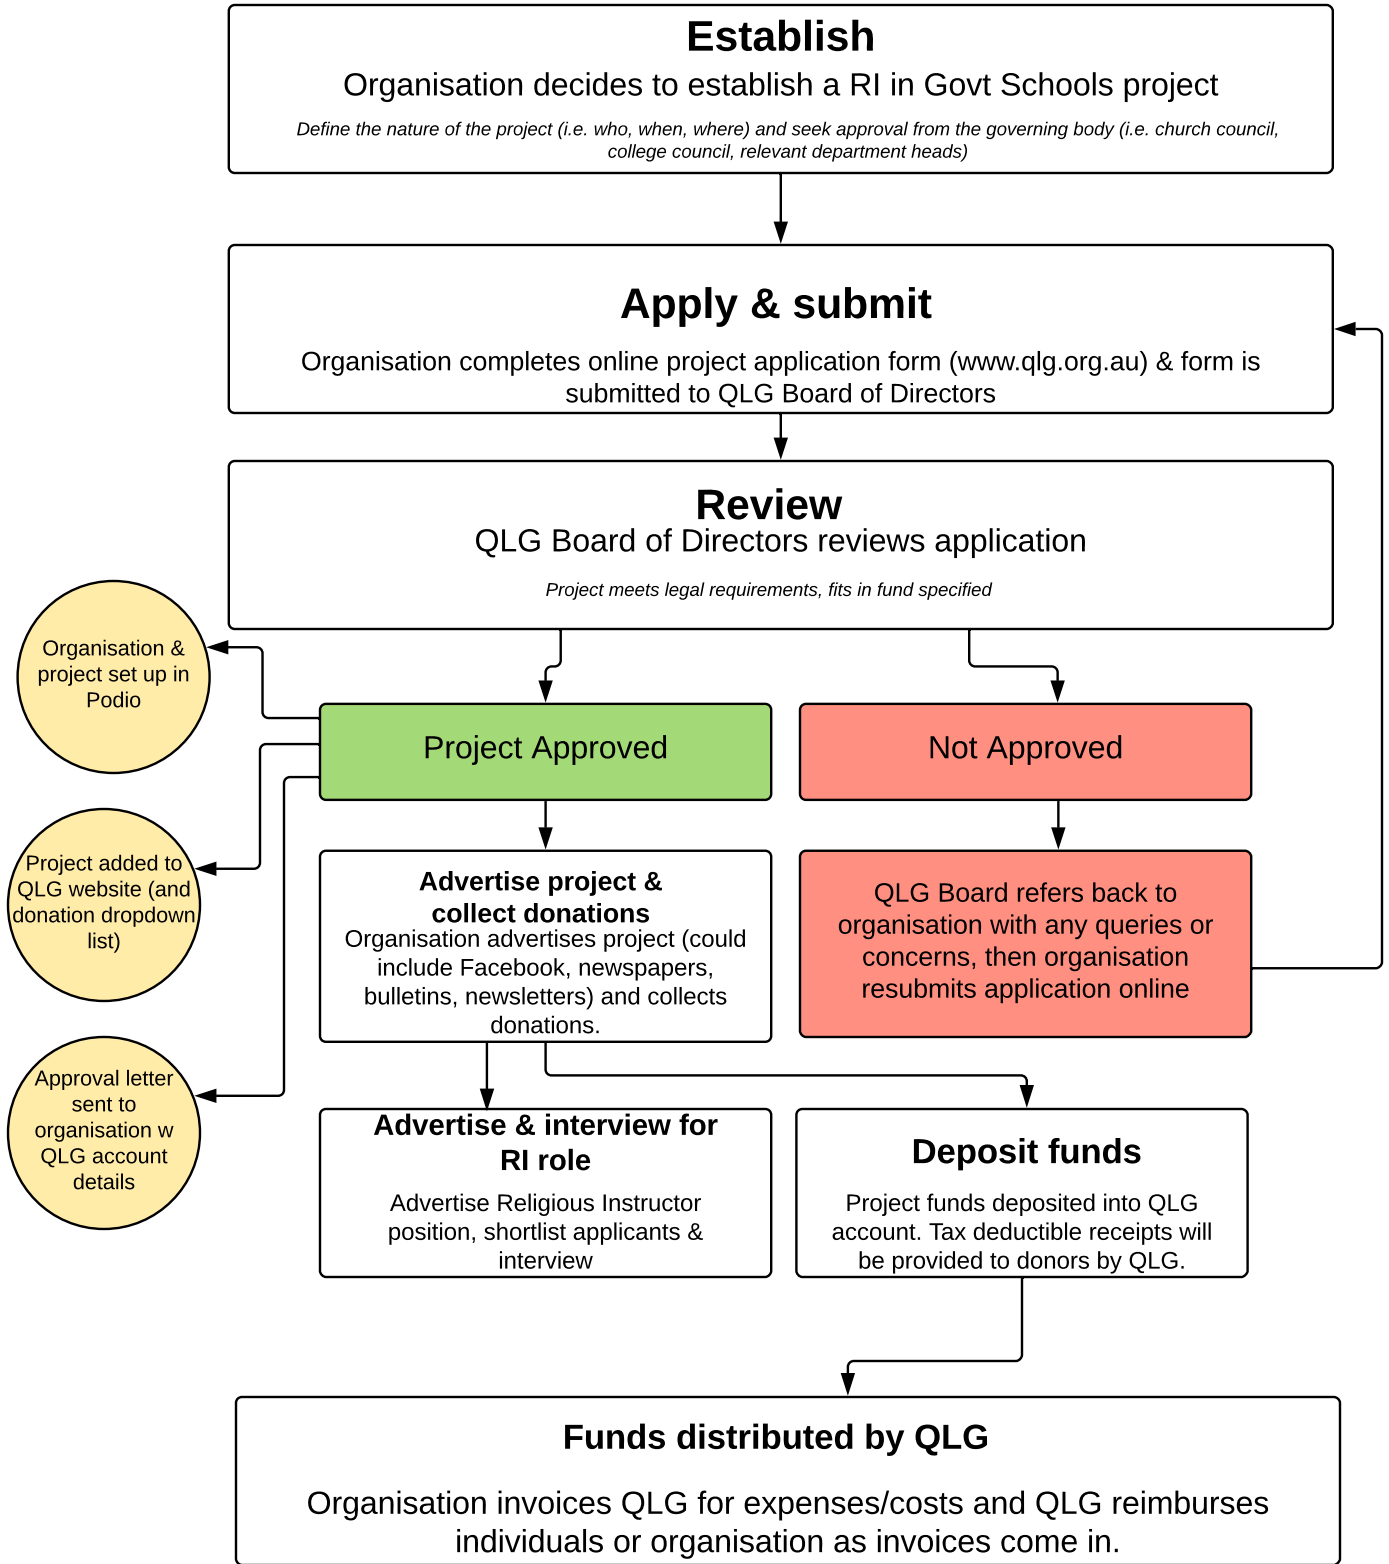 Establish
Organisation decides to establish a RI in Govt Schools project
Define the nature of the project (i.e. who, when, where) and seek approval from the governing body (i.e. church council,
college council, relevant department heads)
Apply & submit
Organisation completes online project application form (www.qlg.org.au) & form is
submitted to QLG Board of Directors
Review
QLG Board of Directors reviews application
Project meets legal requirements, fits in fund specified
Organisation &
project set up in
Podio
Project Approved
Not Approved
Project added to
QLG website (and
donation dropdown
list)
Advertise project &
collect donations
Organisation advertises project (could
include Facebook, newspapers,
bulletins, newsletters) and collects
donations.
QLG Board refers back to
organisation with any queries or
concerns, then organisation
resubmits application online
Approval letter
sent to
organisation w
QLG account
details
Advertise & interview for
RI role
Advertise Religious Instructor
position, shortlist applicants &
interview
Deposit funds
Project funds deposited into QLG
account. Tax deductible receipts will
be provided to donors by QLG.
Funds distributed by QLG
Organisation invoices QLG for expenses/costs and QLG reimburses
individuals or organisation as invoices come in.